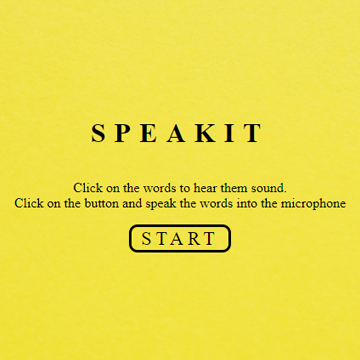 SPEAKIT
Click on the words to hear them sound.
Click on the button and speak the words into the microphone
START